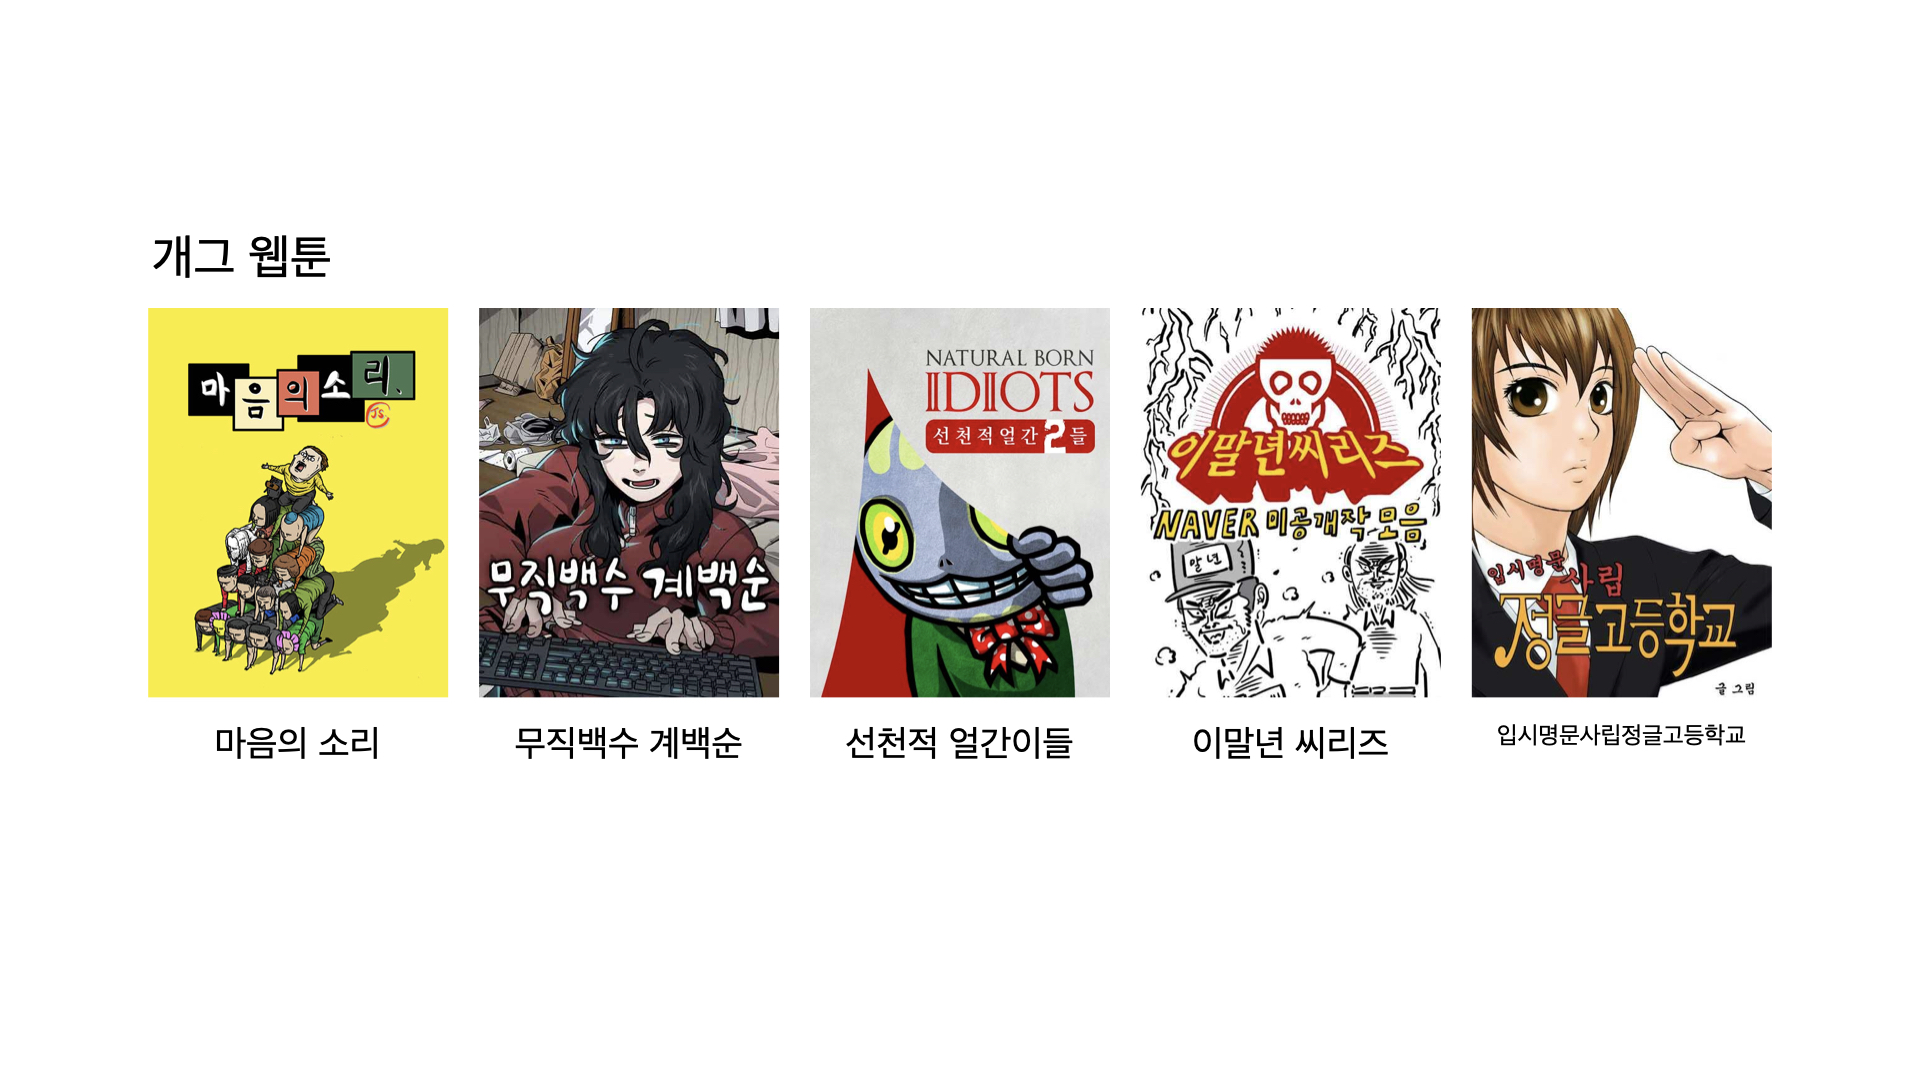 개그 웹툰
마음의소리.
JS.
무직백수 계백순
NATURAL BORN
IDIOTS
선천적얼간2들
이말년씨리즈
NAVER 미공개작 모음
말년
입시명문
사립
정글고등학교
글 그림
마음의 소리
무직백수 계백순
선천적 얼간이들
이말년 씨리즈
입시명문사립정글고등학교